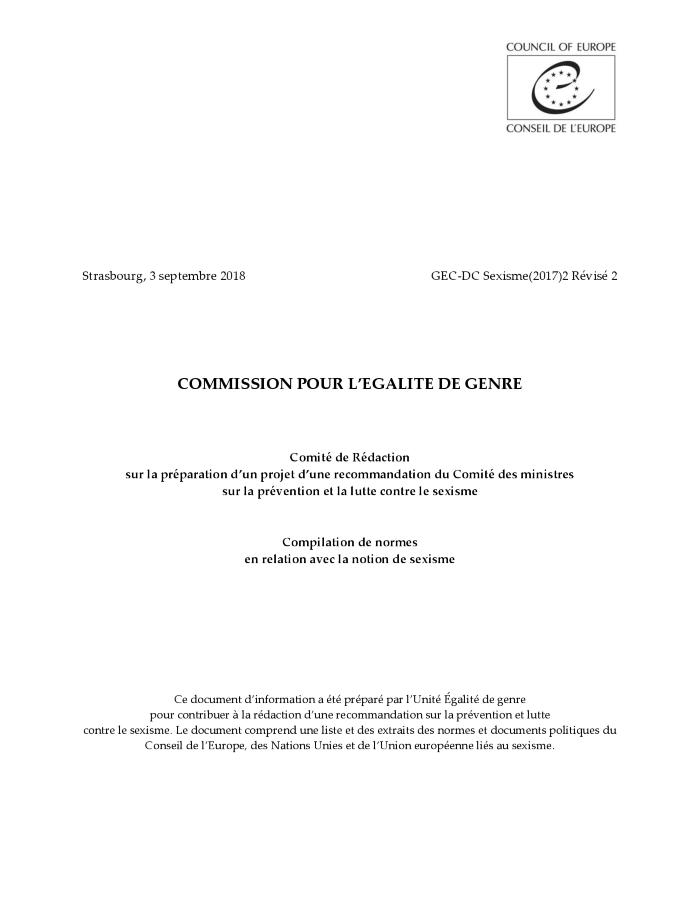 COUNCIL OF EUROPE
CONSEIL DE L'EUROPE
Strasbourg, 3 septembre 2018 GEC-DC Sexisme(2017)2 Révisé 2
COMMISSION POUR L'EGALITE DE GENRE
Comité de Rédaction
sur la préparation d'un projet d'une recommandation du Comité des ministres
sur la prévention et la lutte contre le sexisme
Compilation de normes
en relation avec la notion de sexisme
Ce document d'information a été préparé par l'Unité Égalité de genre
pour contribuer à la rédaction d'une recommandation sur la prévention et lutte
contre le sexisme. Le document comprend une liste et des extraits des normes et documents politiques du
Conseil de l'Europe, des Nations Unies et de l'Union européenne liés au sexisme.